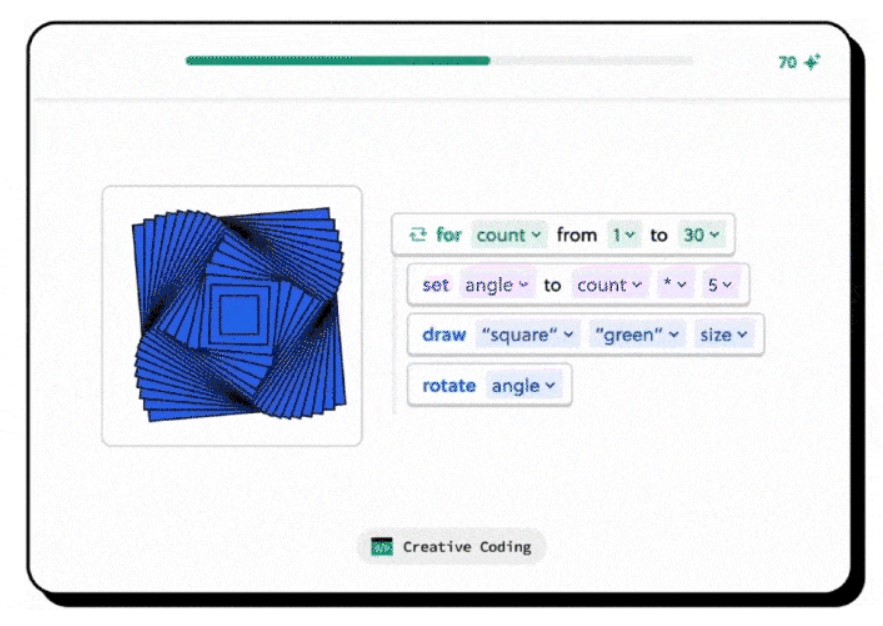 70
for count from 1 to 30
set angle to count * 5
draw “square“ “green“ size
rotate angle
</> Creative Coding